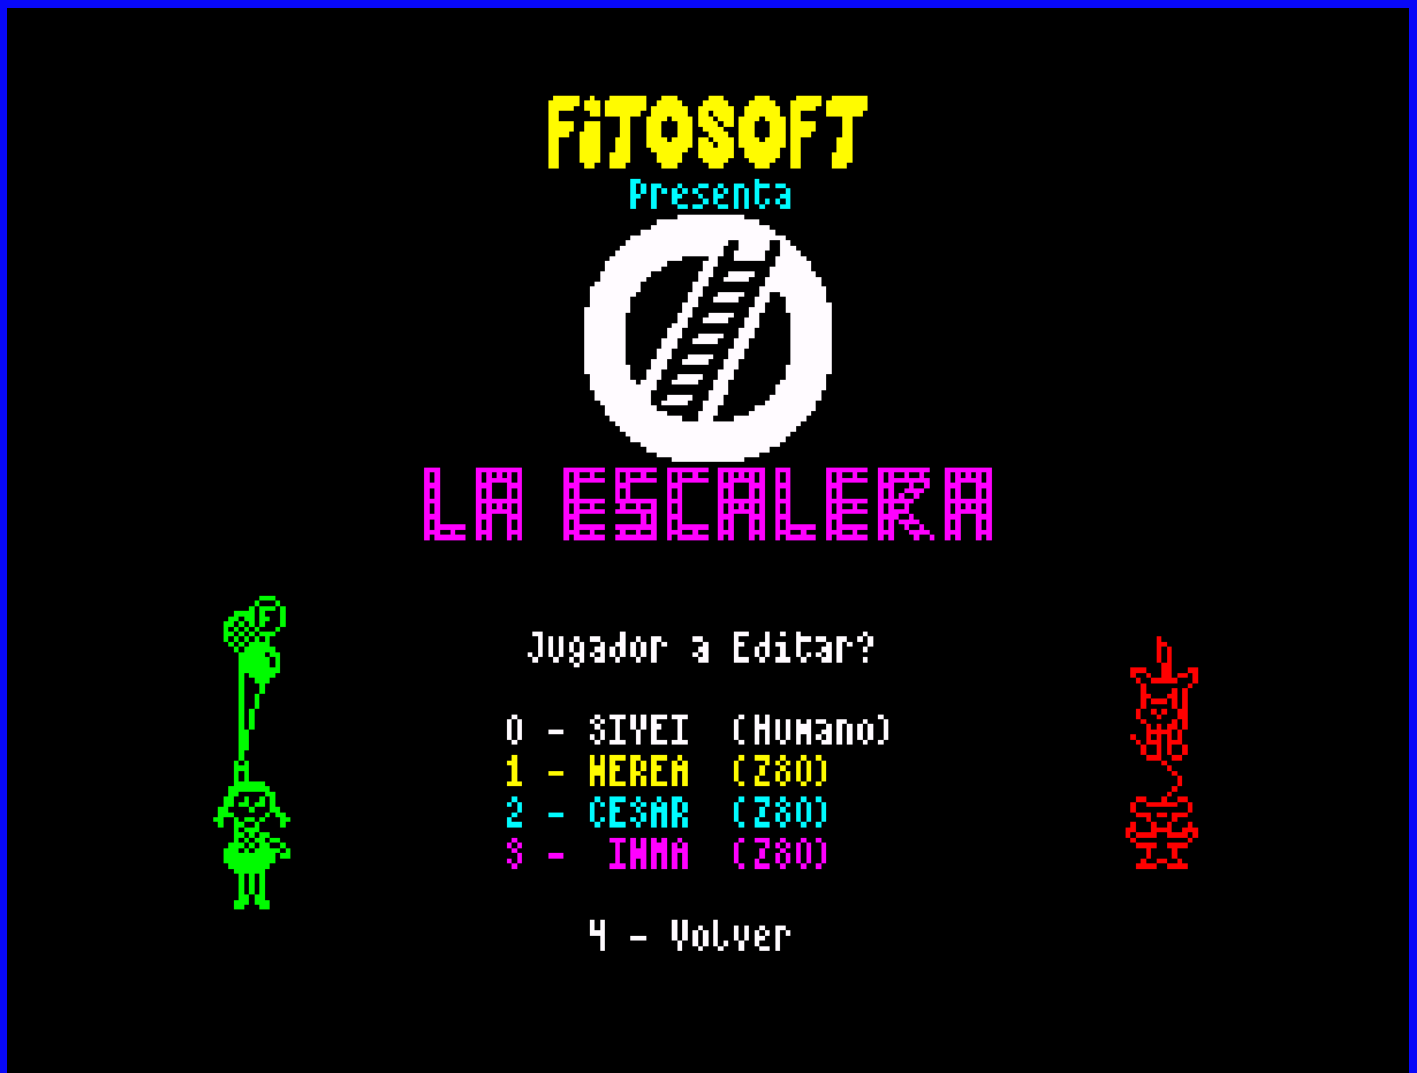 FiTOSOFT
Presenta
LA ESCALERA
F
Jugador a Editar?
0 - SIVEI (Humano)
1 - NEREA (Z80)
2 - CESAR (Z80)
3 - INMA (Z80)
4 - Volver